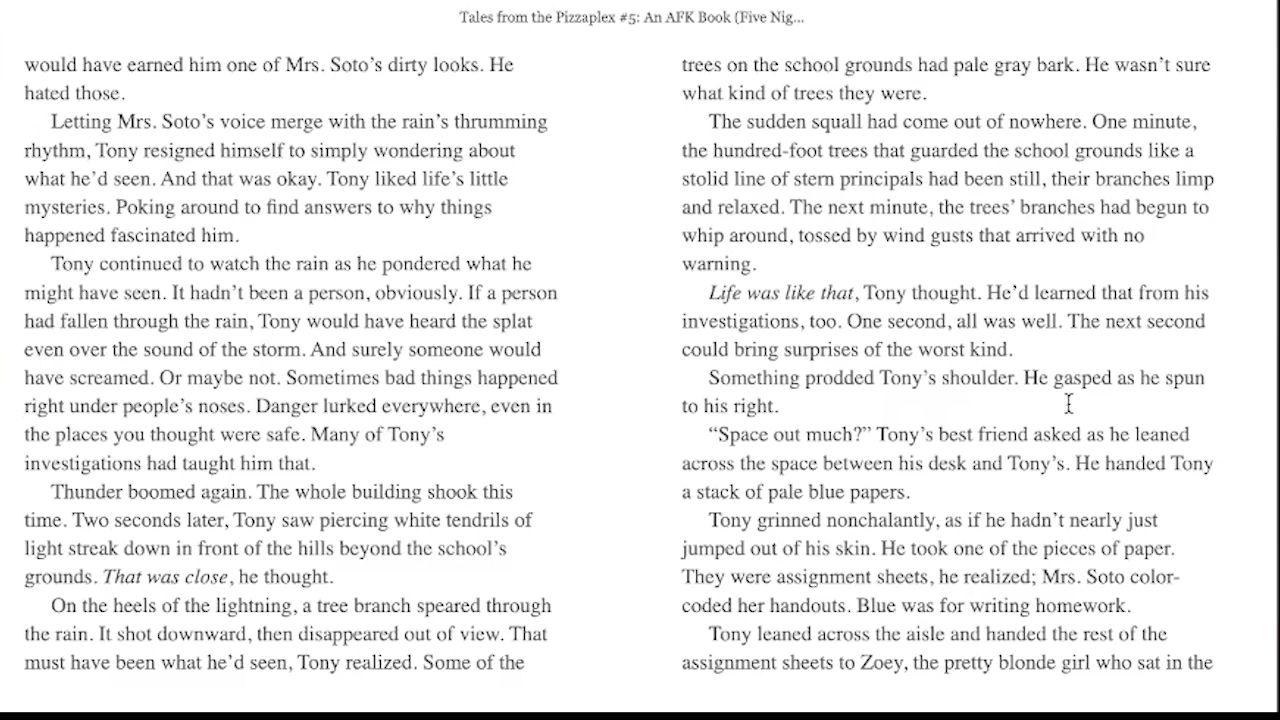 Tales from the Pizzaplex #5: An AFK Book (Five Nig...
would have earned him one of Mrs. Soto’s dirty looks. He
hated those.
Letting Mrs. Soto’s voice merge with the rain’s thrumming
rhythm, Tony resigned himself to simply wondering about
what he’d seen. And that was okay. Tony liked life’s little
mysteries. Poking around to find answers to why things
happened fascinated him.
Tony continued to watch the rain as he pondered what he
might have seen. It hadn’t been a person, obviously. If a person
had fallen through the rain, Tony would have heard the splat
even over the sound of the storm. And surely someone would
have screamed. Or maybe not. Sometimes bad things happened
right under people’s noses. Danger lurked everywhere, even in
the places you thought were safe. Many of Tony’s
investigations had taught him that.
Thunder boomed again. The whole building shook this
time. Two seconds later, Tony saw piercing white tendrils of
light streak down in front of the hills beyond the school’s
grounds. That was close, he thought.
On the heels of the lightning, a tree branch speared through
the rain. It shot downward, then disappeared out of view. That
must have been what he’d seen, Tony realized. Some of the
trees on the school grounds had pale gray bark. He wasn’t sure
what kind of trees they were.
The sudden squall had come out of nowhere. One minute,
the hundred-foot trees that guarded the school grounds like a
stolid line of stern principals had been still, their branches limp
and relaxed. The next minute, the trees’ branches had begun to
whip around, tossed by wind gusts that arrived with no
warning.
Life was like that, Tony thought. He’d learned that from his
investigations, too. One second, all was well. The next second
could bring surprises of the worst kind.
Something prodded Tony’s shoulder. He gasped as he spun
to his right.
“Space out much?” Tony’s best friend asked as he leaned
across the space between his desk and Tony’s. He handed Tony
a stack of pale blue papers.
Tony grinned nonchalantly, as if he hadn’t nearly just
jumped out of his skin. He took one of the pieces of paper.
They were assignment sheets, he realized; Mrs. Soto color-
coded her handouts. Blue was for writing homework.
Tony leaned across the aisle and handed the rest of the
assignment sheets to Zoey, the pretty blonde girl who sat in the